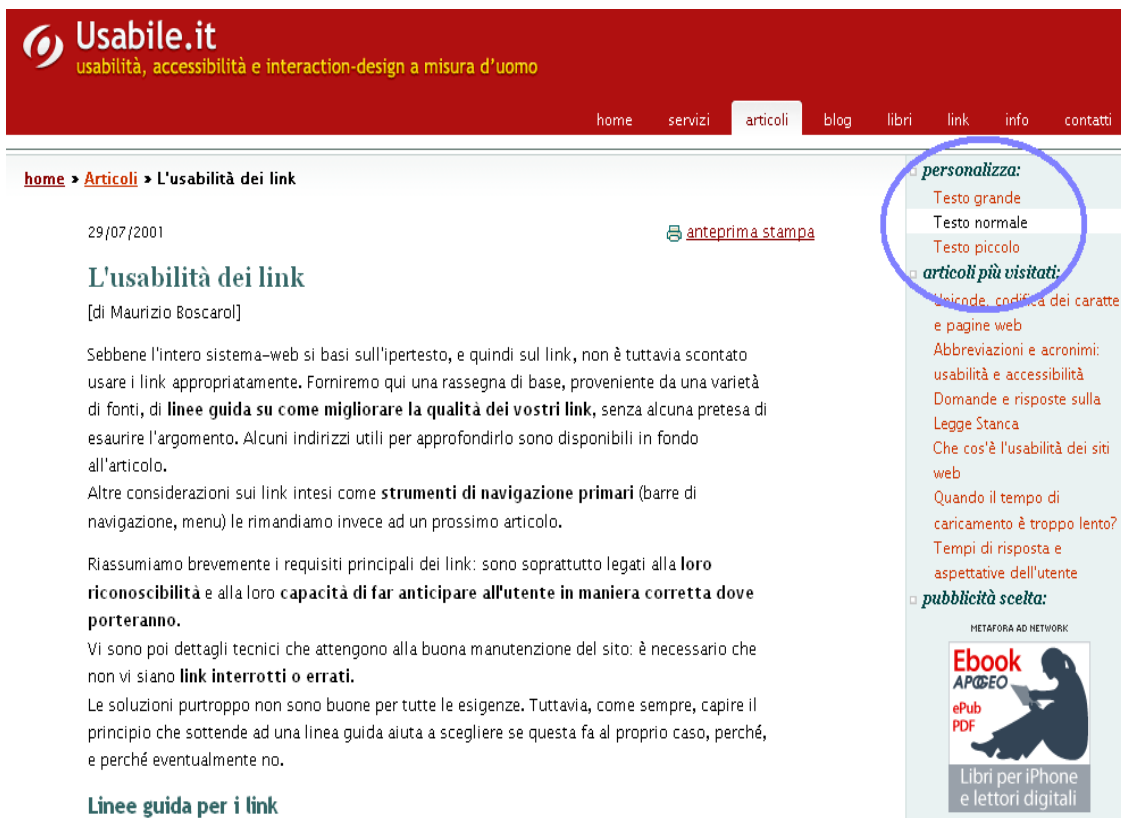 Usabile.it
usabilità, accessibilità e interaction-design a misura d'uomo
home servizi articoli blog libri link info contatti
home » Articoli » L'usabilità dei link
29/07/2001 anteprima stampa
L'usabilità dei link
[di Maurizio Boscarol]
Sebbene l'intero sistema-web si basi sull'ipertesto, e quindi sul link, non è tuttavia scontato
usare i link appropriatamente. Forniremo qui una rassegna di base, proveniente da una varietà
di fonti, di linee guida su come migliorare la qualità dei vostri link, senza alcuna pretesa di
esaurire l'argomento. Alcuni indirizzi utili per approfondirlo sono disponibili in fondo
all'articolo.
Altre considerazioni sui link intesi come strumenti di navigazione primari (barre di
navigazione, menu) le rimandiamo invece ad un prossimo articolo.
Riassumiamo brevemente i requisiti principali dei link: sono soprattutto legati alla loro
riconoscibilità e alla loro capacità di far anticipare all'utente in maniera corretta dove
porteranno.
Vi sono poi dettagli tecnici che attengono alla buona manutenzione del sito: è necessario che
non vi siano link interrotti o errati.
Le soluzioni purtroppo non sono buone per tutte le esigenze. Tuttavia, come sempre, capire il
principio che sottende ad una linea guida aiuta a scegliere se questa fa al proprio caso, perché,
e perché eventualmente no.
Linee guida per i link
personalizza:
Testo grande
Testo normale
Testo piccolo
articoli più visitati:
Unicode, codifica dei caratte
e pagine web
Abbreviazioni e acronimi:
usabilità e accessibilità
Domande e risposte sulla
Legge Stanca
Che cos'è l'usabilità dei siti
web
Quando il tempo di
caricamento è troppo lento?
Tempi di risposta e
aspettative dell'utente
pubblicità scelta:
METAFORA AD NETWORK
Ebook
APOGEO
ePub
PDF
Libri per iPhone
e lettori digitali